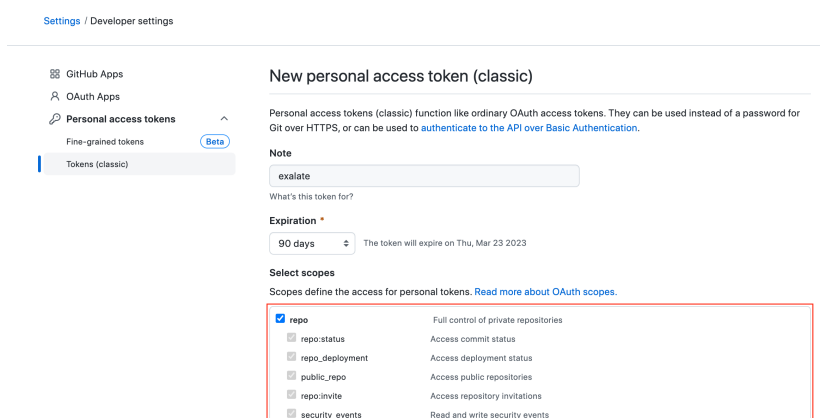 Settings / Developer settings
GitHub Apps
OAuth Apps
Personal access tokens
Fine-grained tokens Beta
Tokens (classic)
New personal access token (classic)
Personal access tokens (classic) function like ordinary OAuth access tokens. They can be used instead of a password for
Git over HTTPS, or can be used to authenticate to the API over Basic Authentication.
Note
exalate
What's this token for?
Expiration *
90 days The token will expire on Thu, Mar 23 2023
Select scopes
Scopes define the access for personal tokens. Read more about OAuth scopes.
repo Full control of private repositories
repo:status Access commit status
repo_deployment Access deployment status
public_repo Access public repositories
repo:invite Access repository invitations
security_events Read and write security events